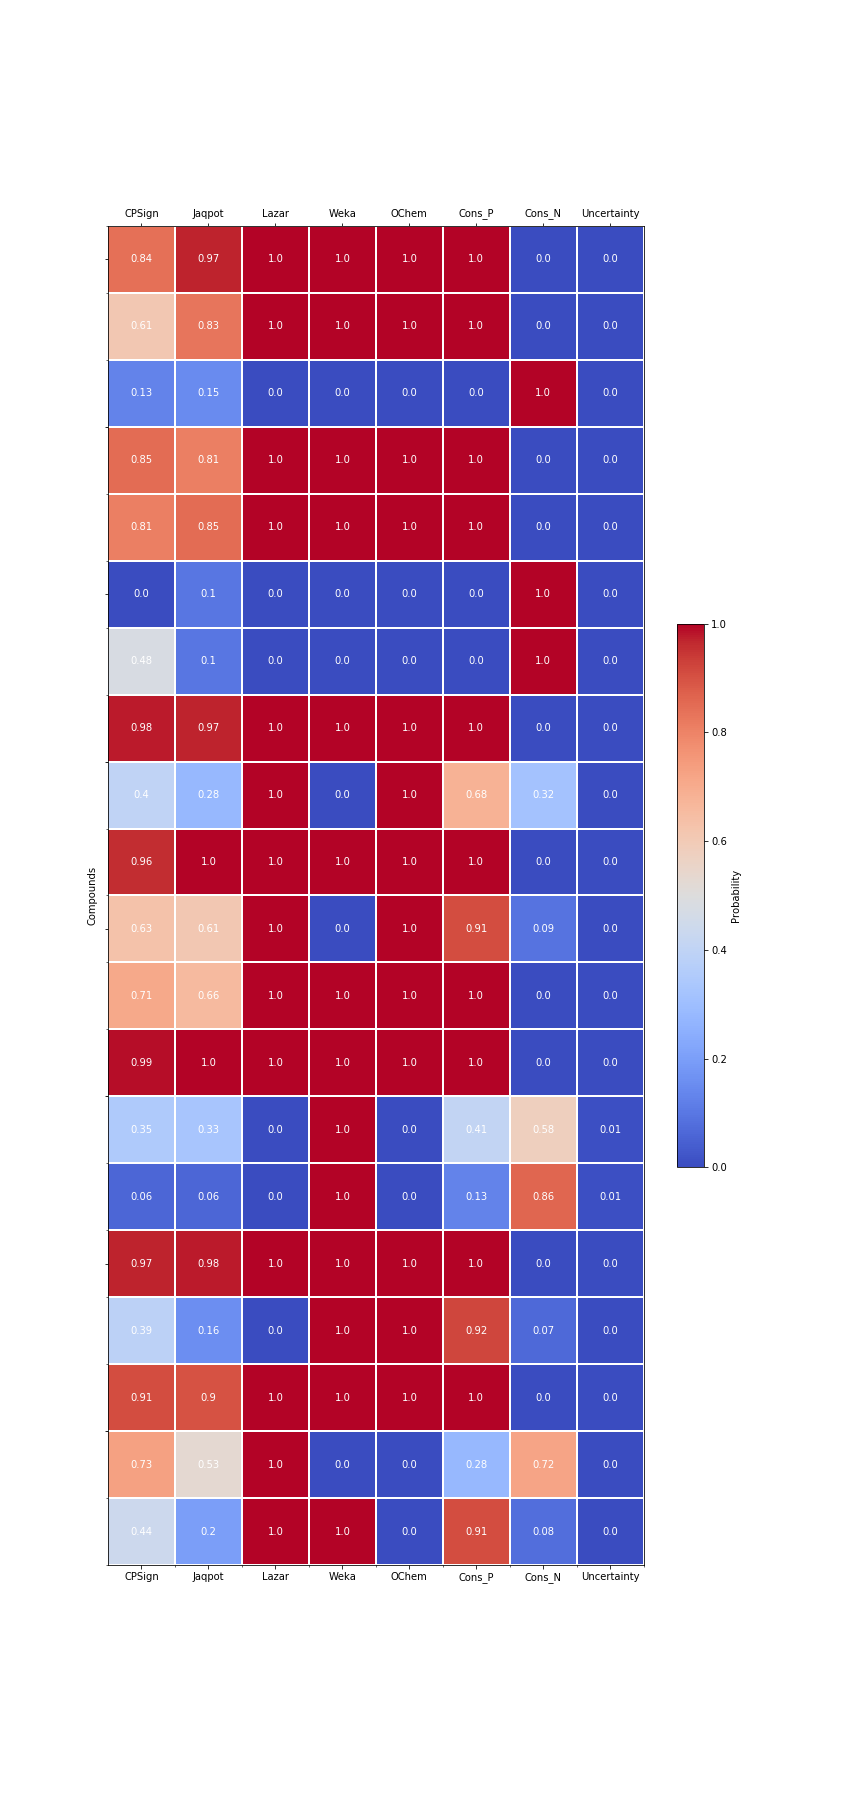 CPSign Jaqpot Lazar Weka OChem Cons_P Cons_N Uncertainty
0.84 0.97 1.0 1.0 1.0 1.0 0.0 0.0
0.61 0.83 1.0 1.0 1.0 1.0 0.0 0.0
0.13 0.15 0.0 0.0 0.0 0.0 1.0 0.0
0.85 0.81 1.0 1.0 1.0 1.0 0.0 0.0
0.81 0.85 1.0 1.0 1.0 1.0 0.0 0.0
0.0 0.1 0.0 0.0 0.0 0.0 1.0 0.0
0.48 0.1 0.0 0.0 0.0 0.0 1.0 0.0
0.98 0.97 1.0 1.0 1.0 1.0 0.0 0.0
0.4 0.28 1.0 0.0 1.0 0.68 0.32 0.0
0.96 1.0 1.0 1.0 1.0 1.0 0.0 0.0
0.63 0.61 1.0 0.0 1.0 0.91 0.09 0.0
0.71 0.66 1.0 1.0 1.0 1.0 0.0 0.0
0.99 1.0 1.0 1.0 1.0 1.0 0.0 0.0
0.35 0.33 0.0 1.0 0.0 0.41 0.58 0.01
0.06 0.06 0.0 1.0 0.0 0.13 0.86 0.01
0.97 0.98 1.0 1.0 1.0 1.0 0.0 0.0
0.39 0.16 0.0 1.0 1.0 0.92 0.07 0.0
0.91 0.9 1.0 1.0 1.0 1.0 0.0 0.0
0.73 0.53 1.0 0.0 0.0 0.28 0.72 0.0
0.44 0.2 1.0 1.0 0.0 0.91 0.08 0.0
CPSign Jaqpot Lazar Weka OChem Cons_P Cons_N Uncertainty
Compounds
1.0
0.8
0.6
0.4
0.2
0.0
Probability